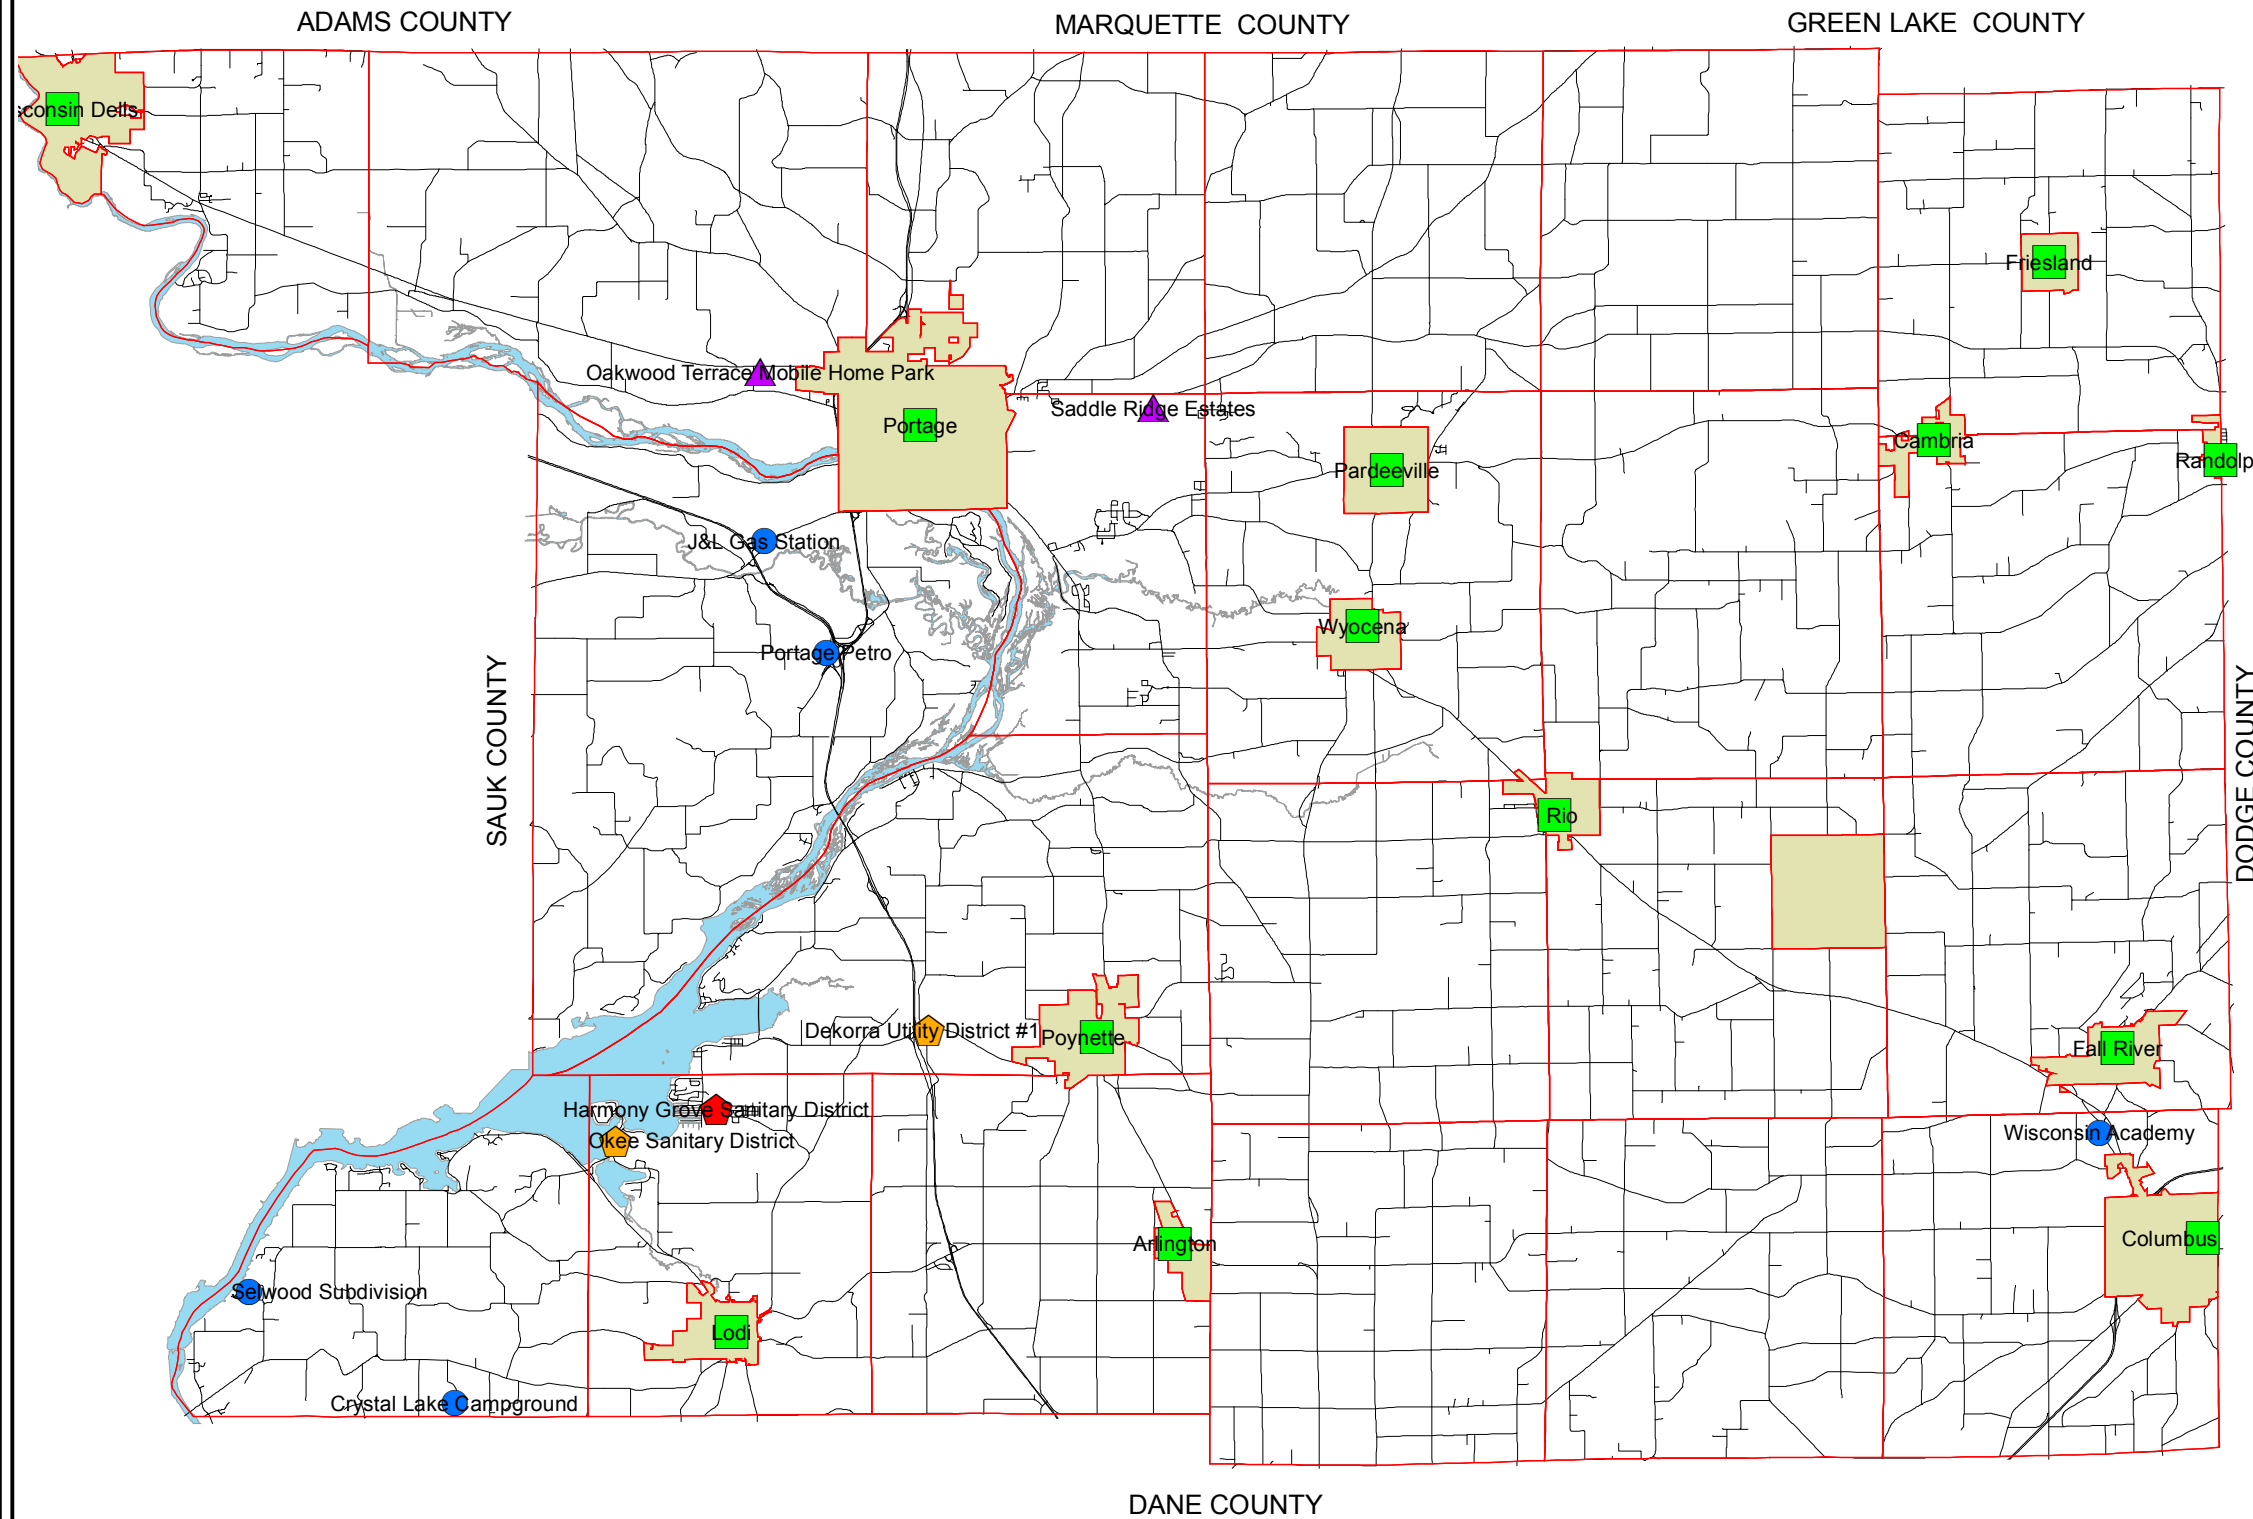 ADAMS COUNTY
MARQUETTE COUNTY
GREEN LAKE COUNTY
sconsin Dells
Friesland
Oakwood Terrace Mobile Home Park
Saddle Ridge Estates
Portage
Cambria
Pardeeville
Randolp
J&L Gas Station
Wyocena
Portage Petro
SAUK COUNTY
DODGE COUNTY
Rio
Dekorra Utility District #1
Poynette
Fall River
Harmony Grove Sanitary District
Okee Sanitary District
Wisconsin Academy
Arlington
Columbus
Selwood Subdivision
Lodi
Crystal Lake Campground
DANE COUNTY